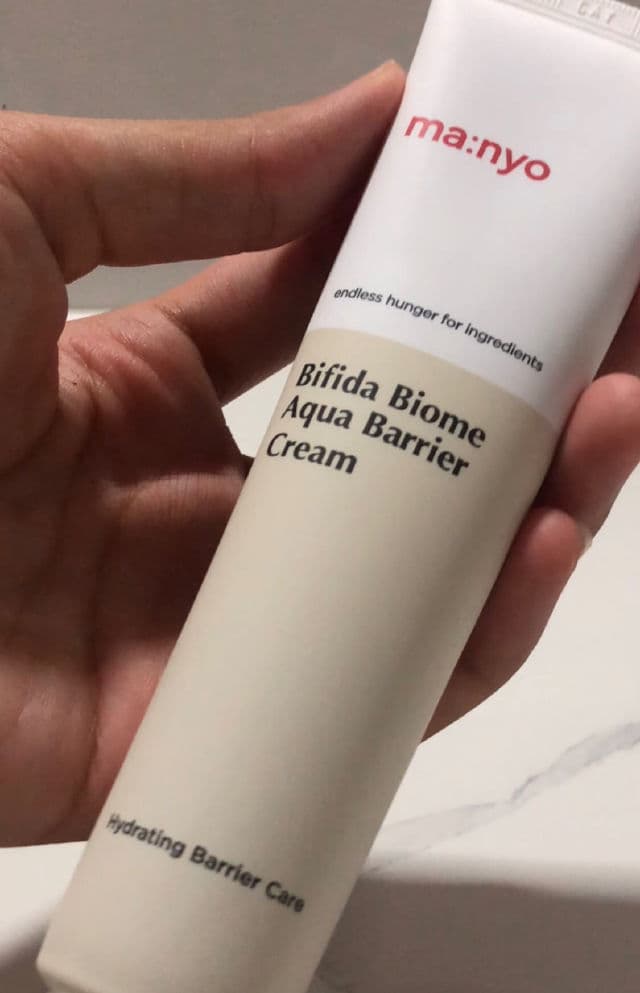 ma:nyo
endless hunger for ingredients
Bifida Biome
Aqua Barrier
Cream
Hydrating Barrier Care